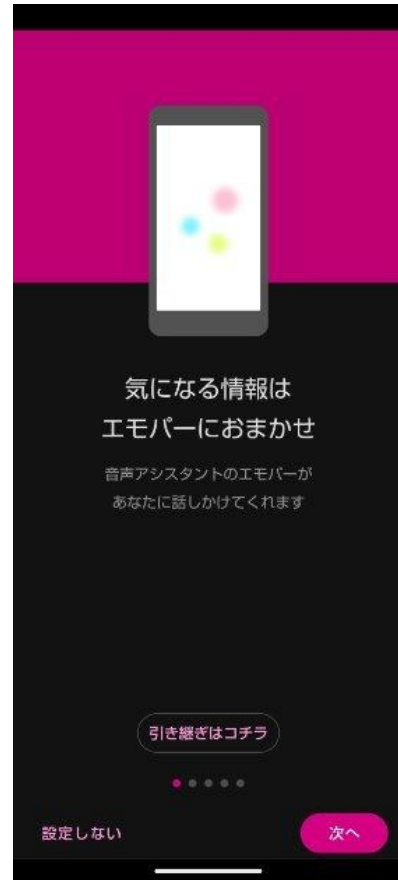 気になる情報は
エモパーにおまかせ
音声アシスタントのエモパーが
あなたに話しかけてくれます
引き継ぎはコチラ
設定しない
次へ